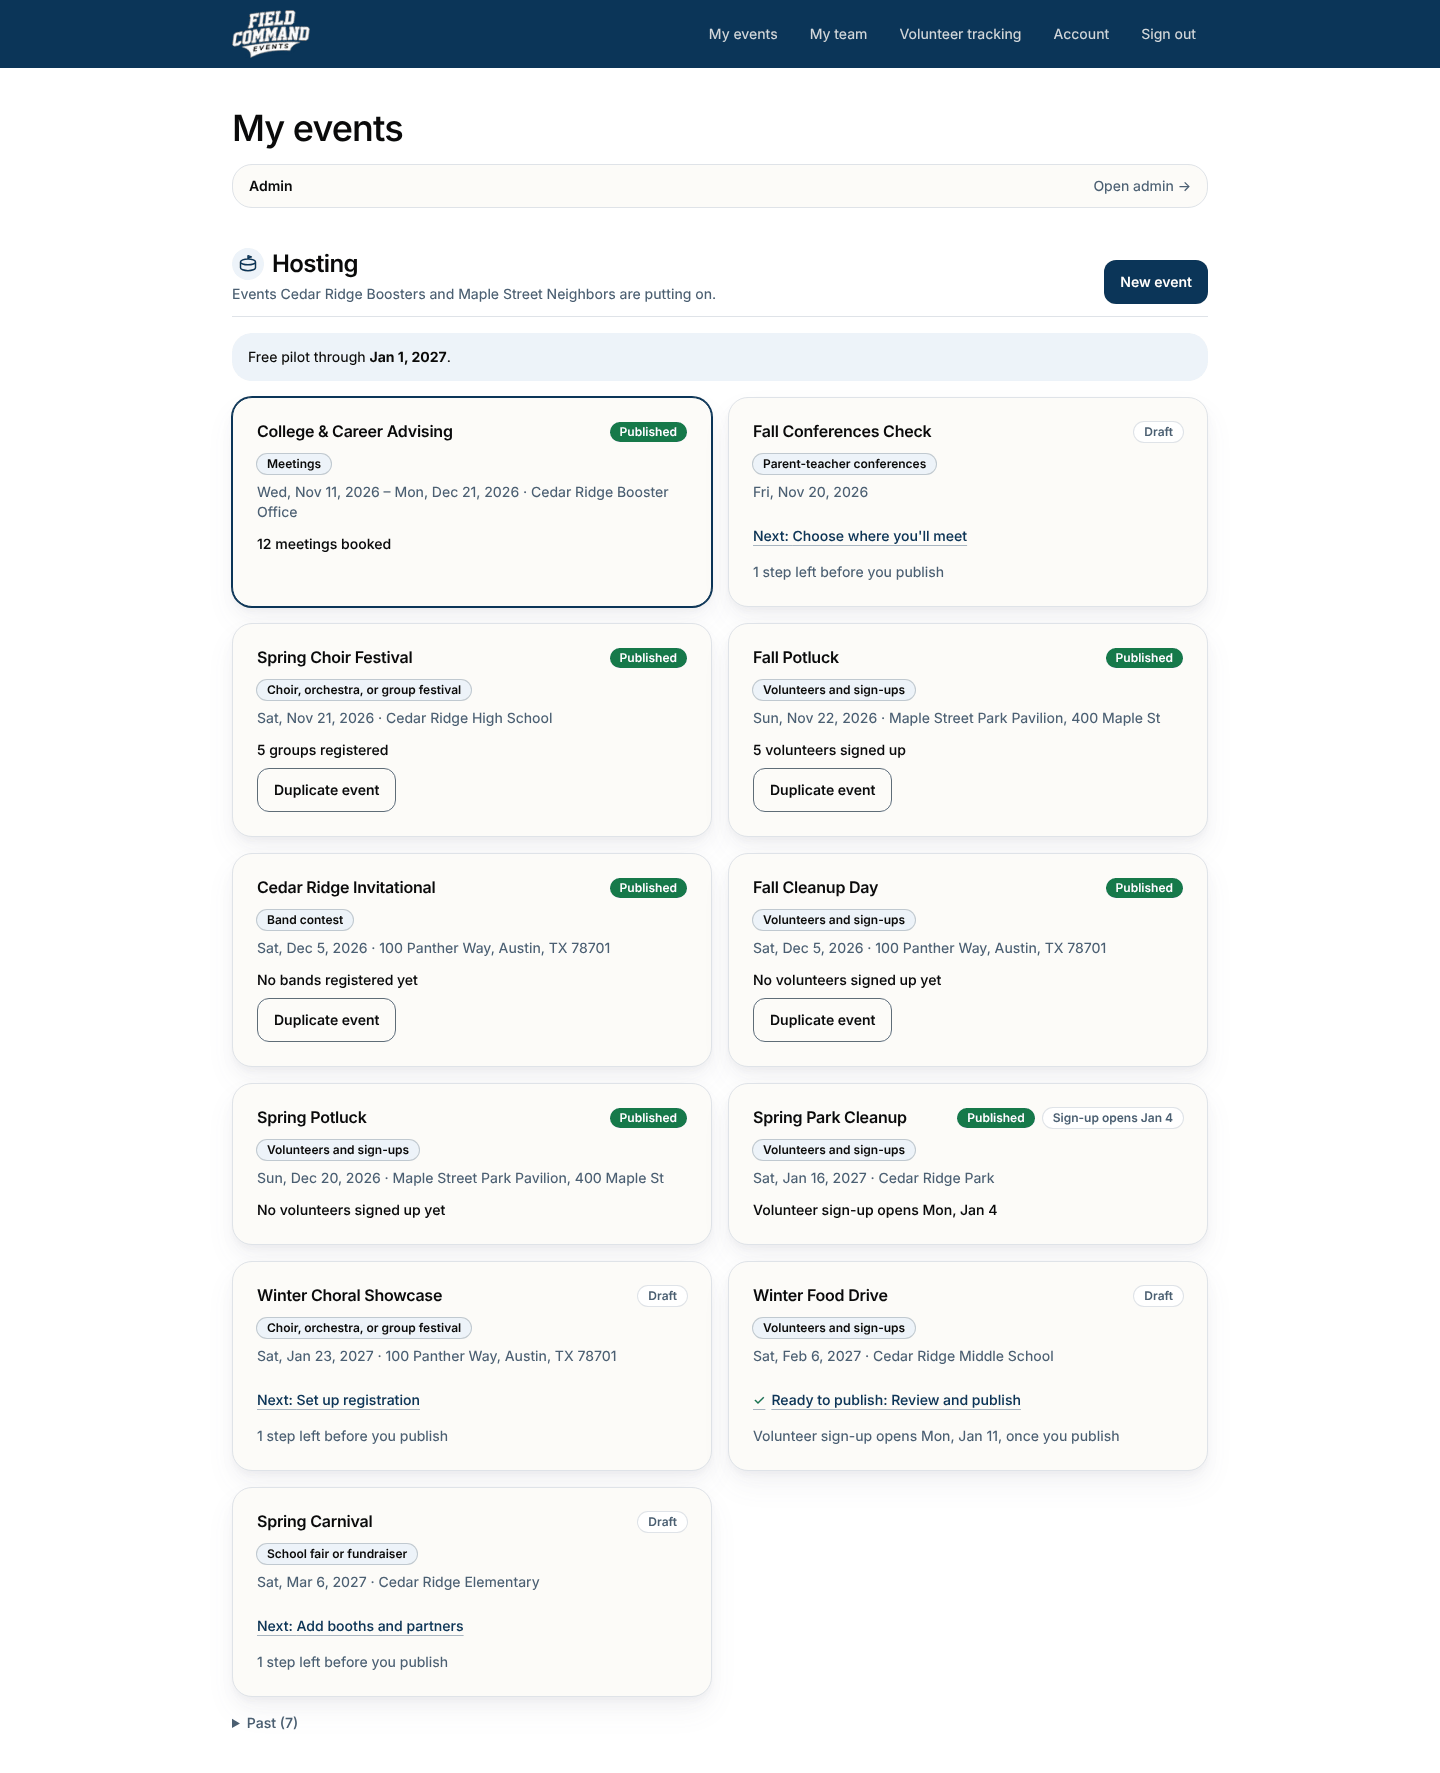 FIELD
COMMAND
EVENTS
My events
My team
Volunteer tracking
Account
Sign out
My events
Admin
Open admin →
Hosting
Events Cedar Ridge Boosters and Maple Street Neighbors are putting on.
New event
Free pilot through Jan 1, 2027.
College & Career Advising
Published
Meetings
Wed, Nov 11, 2026 – Mon, Dec 21, 2026 · Cedar Ridge Booster
Office
12 meetings booked
Fall Conferences Check
Draft
Parent-teacher conferences
Fri, Nov 20, 2026
Next: Choose where you'll meet
1 step left before you publish
Spring Choir Festival
Published
Choir, orchestra, or group festival
Sat, Nov 21, 2026 · Cedar Ridge High School
5 groups registered
Duplicate event
Fall Potluck
Published
Volunteers and sign-ups
Sun, Nov 22, 2026 · Maple Street Park Pavilion, 400 Maple St
5 volunteers signed up
Duplicate event
Cedar Ridge Invitational
Published
Band contest
Sat, Dec 5, 2026 · 100 Panther Way, Austin, TX 78701
No bands registered yet
Duplicate event
Fall Cleanup Day
Published
Volunteers and sign-ups
Sat, Dec 5, 2026 · 100 Panther Way, Austin, TX 78701
No volunteers signed up yet
Duplicate event
Spring Potluck
Published
Volunteers and sign-ups
Sun, Dec 20, 2026 · Maple Street Park Pavilion, 400 Maple St
No volunteers signed up yet
Spring Park Cleanup
Published
Sign-up opens Jan 4
Volunteers and sign-ups
Sat, Jan 16, 2027 · Cedar Ridge Park
Volunteer sign-up opens Mon, Jan 4
Winter Choral Showcase
Draft
Choir, orchestra, or group festival
Sat, Jan 23, 2027 · 100 Panther Way, Austin, TX 78701
Next: Set up registration
1 step left before you publish
Winter Food Drive
Draft
Volunteers and sign-ups
Sat, Feb 6, 2027 · Cedar Ridge Middle School
✓ Ready to publish: Review and publish
Volunteer sign-up opens Mon, Jan 11, once you publish
Spring Carnival
Draft
School fair or fundraiser
Sat, Mar 6, 2027 · Cedar Ridge Elementary
Next: Add booths and partners
1 step left before you publish
Past (7)